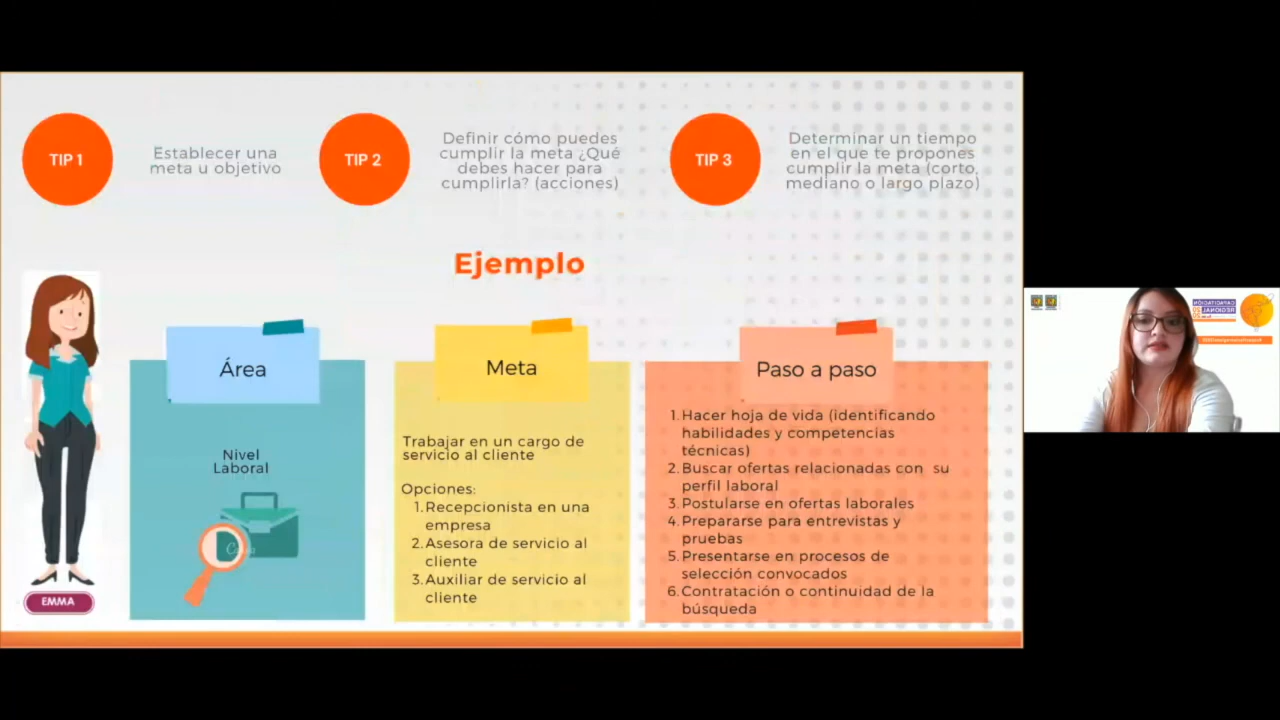 TIP 1
Establecer una
meta u objetivo
TIP 2
Definir cómo puedes
cumplir la meta ¿Qué
debes hacer para
cumplirla? (acciones)
TIP 3
Determinar un tiempo
en el que te propones
cumplir la meta (corto,
mediano o largo plazo)
Ejemplo
EMMA
Área
Nivel
Laboral
Meta
Trabajar en un cargo de
servicio al cliente
Opciones:
1.Recepcionista en una
empresa
2.Asesora de servicio al
cliente
3.Auxiliar de servicio al
cliente
Paso a paso
1.Hacer hoja de vida (identificando
habilidades y competencias
técnicas)
2.Buscar ofertas relacionadas con su
perfil laboral
3.Postularse en ofertas laborales
4.Prepararse para entrevistas y
pruebas
5.Presentarse en procesos de
selección convocados
6.Contratación o continuidad de la
búsqueda
CAPACITACIÓN
REGIONAL